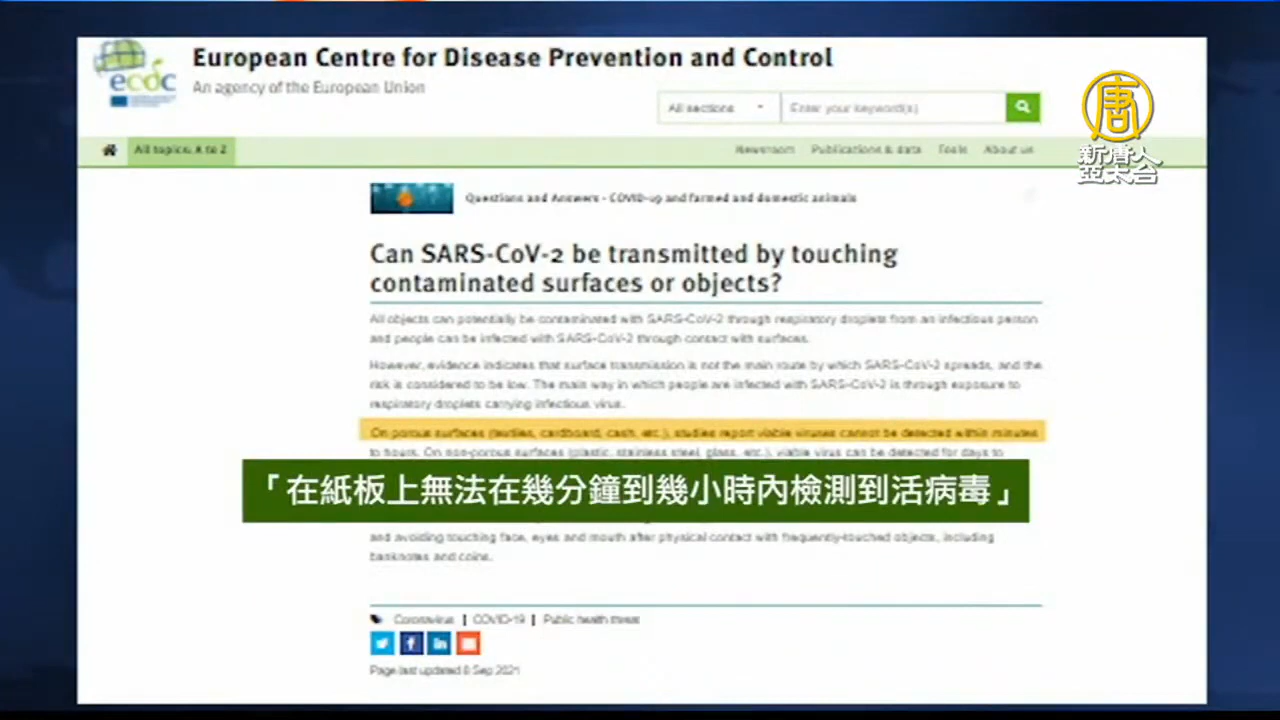 European Centre for Disease Prevention and Control
An agency of the European Union
ecdc
All sections
Enter your keyword(s)
唐
新唐人
亞太台
All topics: A to Z
Newsroom
Publications & data
Tools
About us
Questions and Answers - COVID-19 and farmed and domestic animals
Can SARS-CoV-2 be transmitted by touching
contaminated surfaces or objects?
All objects can potentially be contaminated with SARS-CoV-2 through respiratory droplets from an infectious person
and people can be infected with SARS-CoV-2 through contact with surfaces.
However, evidence indicates that surface transmission is not the main route by which SARS-CoV-2 spreads, and the
risk is considered to be low. The main way in which people are infected with SARS-CoV-2 is through exposure to
respiratory droplets carrying infectious virus.
On porous surfaces (textiles, cardboard, cash, etc.), studies report viable viruses cannot be detected within minutes
to hours. On non-porous surfaces (plastic, stainless steel, glass, etc.), viable virus can be detected for days to
「在紙板上無法在幾分鐘到幾小時內檢測到活病毒」
and avoiding touching face, eyes and mouth after physical contact with frequently-touched objects, including
banknotes and coins.
Coronavirus | COVID-19 | Public health threat
Page last updated 8 Sep 2021